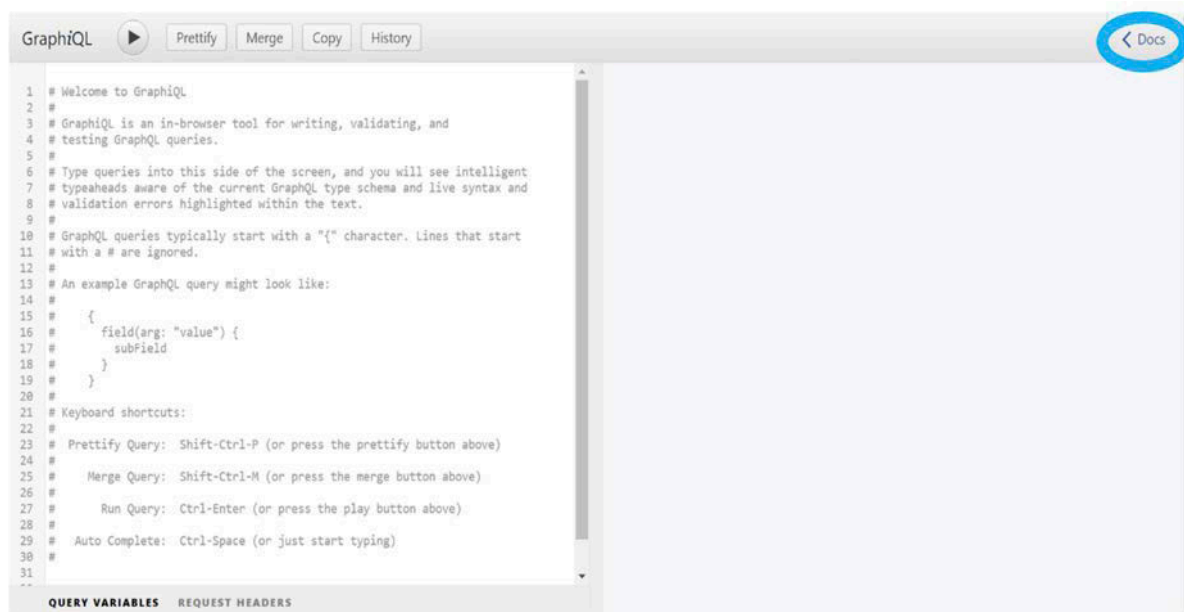 GraphiQL Prettify Merge Copy History Docs
1 # Welcome to GraphiQL
2 #
3 # GraphiQL is an in-browser tool for writing, validating, and
4 # testing GraphQL queries.
5 #
6 # Type queries into this side of the screen, and you will see intelligent
7 # typeaheads aware of the current GraphQL type schema and live syntax and
8 # validation errors highlighted within the text.
9 #
10 # GraphQL queries typically start with a "{" character. Lines that start
11 # with a # are ignored.
12 #
13 # An example GraphQL query might look like:
14 #
15 #     {
16 #       field(arg: "value") {
17 #         subField
18 #       }
19 #     }
20 #
21 # Keyboard shortcuts:
22 #
23 #  Prettify Query:  Shift-Ctrl-P (or press the prettify button above)
24 #
25 #     Merge Query:  Shift-Ctrl-M (or press the merge button above)
26 #
27 #       Run Query:  Ctrl-Enter (or press the play button above)
28 #
29 #   Auto Complete:  Ctrl-Space (or just start typing)
30 #
31
QUERY VARIABLES REQUEST HEADERS